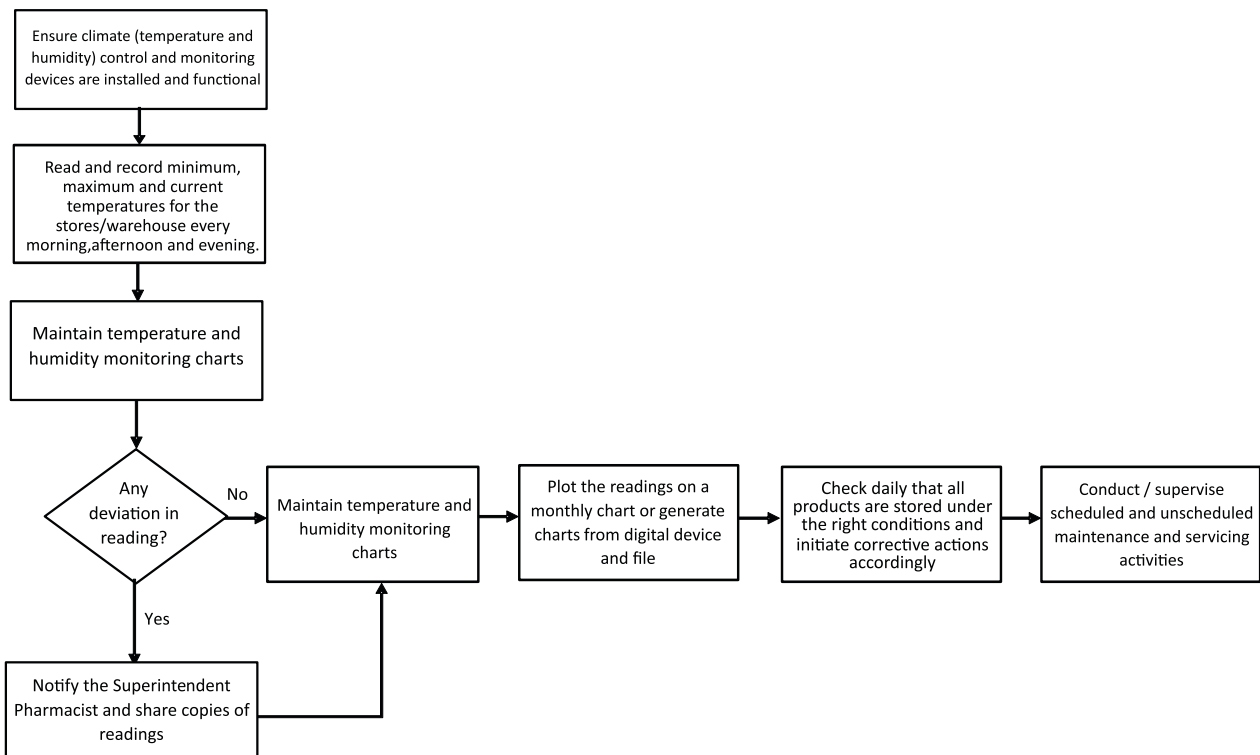 Ensure climate (temperature and
humidity) control and monitoring
devices are installed and functional
Read and record minimum,
maximum and current
temperatures for the
stores/warehouse every
morning,afternoon and evening.
Maintain temperature and
humidity monitoring charts
Any
deviation in
reading?
No
Yes
Notify the Superintendent
Pharmacist and share copies of
readings
Maintain temperature and
humidity monitoring
charts
Plot the readings on a
monthly chart or generate
charts from digital device
and file
Check daily that all
products are stored under
the right conditions and
initiate corrective actions
accordingly
Conduct / supervise
scheduled and unscheduled
maintenance and servicing
activities